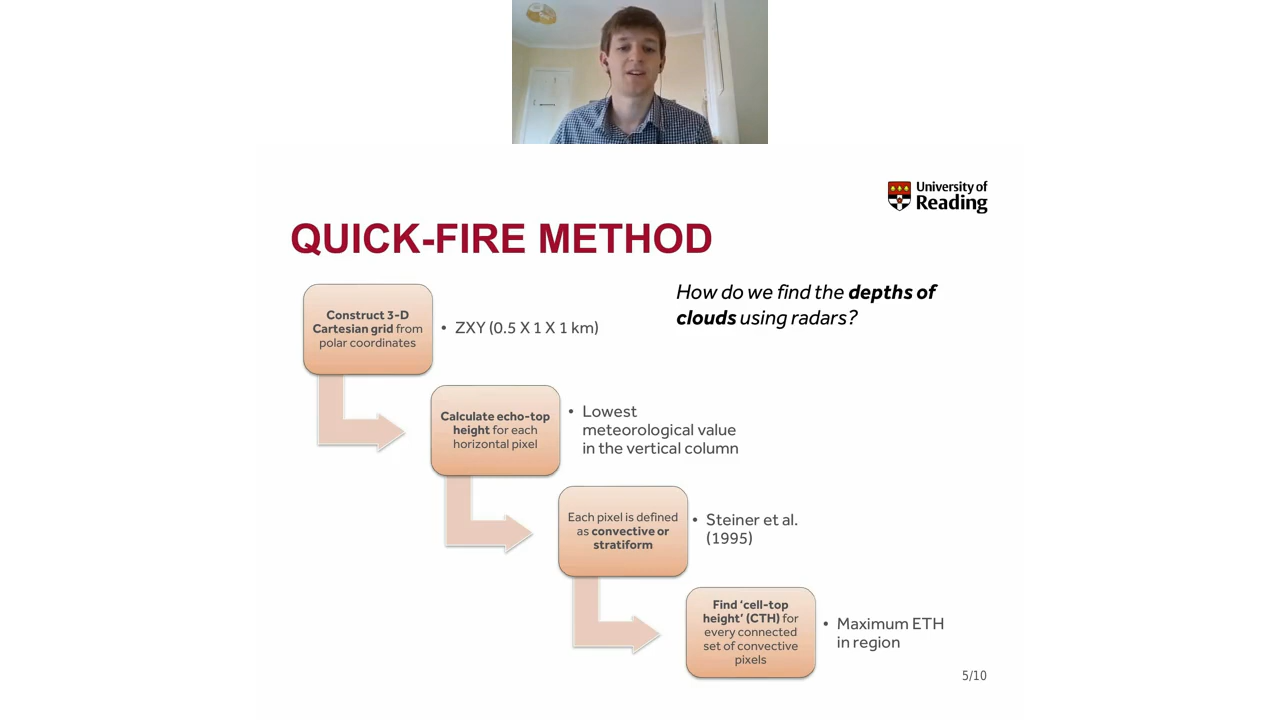 University of
Reading
QUICK-FIRE METHOD
How do we find the depths of
clouds using radars?
Construct 3-D
Cartesian grid from
polar coordinates
• ZXY (0.5 X 1 X 1 km)
Calculate echo-top
height for each
horizontal pixel
• Lowest
meteorological value
in the vertical column
Each pixel is defined
as convective or
stratiform
• Steiner et al.
(1995)
Find ‘cell-top
height’ (CTH) for
every connected
set of convective
pixels
• Maximum ETH
in region
5/10